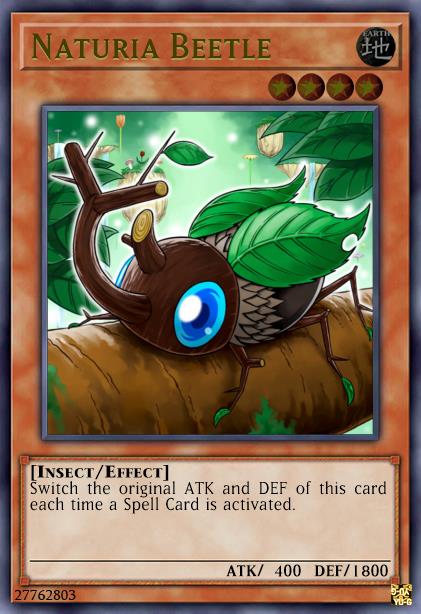 NATURIA BEETLE
EARTH
地
[INSECT/EFFECT]
Switch the original ATK and DEF of this card
each time a Spell Card is activated.
ATK/ 400 DEF/1800
27762803